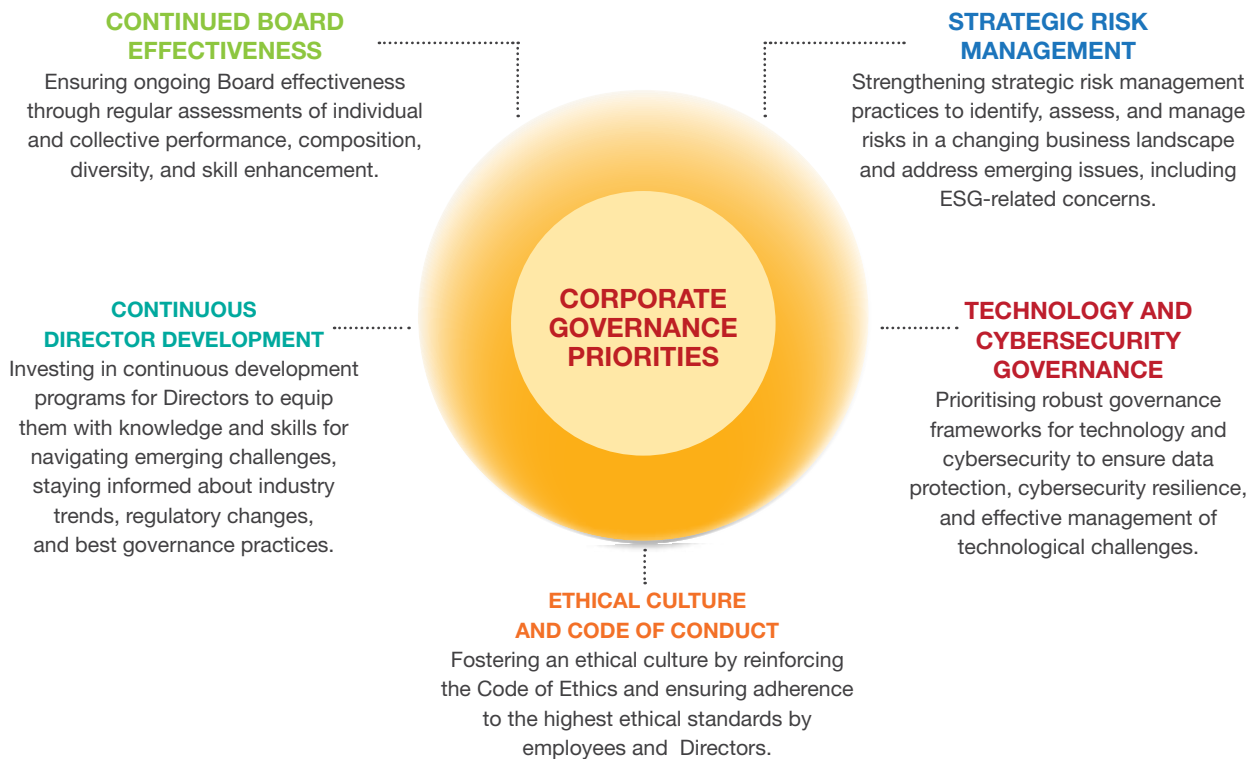 CONTINUED BOARD
EFFECTIVENESS
Ensuring ongoing Board effectiveness
through regular assessments of individual
and collective performance, composition,
diversity, and skill enhancement.
STRATEGIC RISK
MANAGEMENT
Strengthening strategic risk management
practices to identify, assess, and manage
risks in a changing business landscape
and address emerging issues, including
ESG-related concerns.
CORPORATE
GOVERNANCE
PRIORITIES
CONTINUOUS
DIRECTOR DEVELOPMENT
Investing in continuous development
programs for Directors to equip
them with knowledge and skills for
navigating emerging challenges,
staying informed about industry
trends, regulatory changes,
and best governance practices.
TECHNOLOGY AND
CYBERSECURITY
GOVERNANCE
Prioritising robust governance
frameworks for technology and
cybersecurity to ensure data
protection, cybersecurity resilience,
and effective management of
technological challenges.
ETHICAL CULTURE
AND CODE OF CONDUCT
Fostering an ethical culture by reinforcing
the Code of Ethics and ensuring adherence
to the highest ethical standards by
employees and Directors.